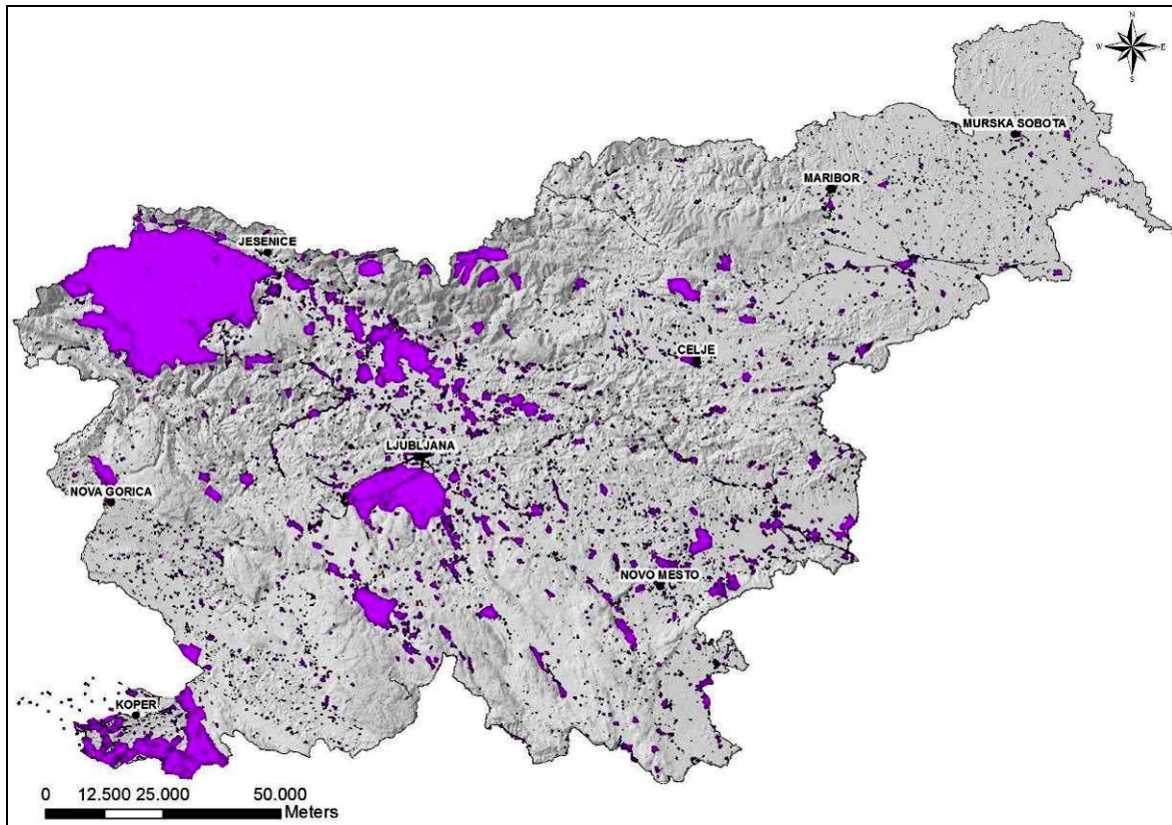 N
W E
S
MURSKA SOBOTA
MARIBOR
JESENICE
CELJE
LJUBLJANA
NOVA GORICA
NOVO MESTO
KOPER
0 12.500 25.000 50.000
Meters